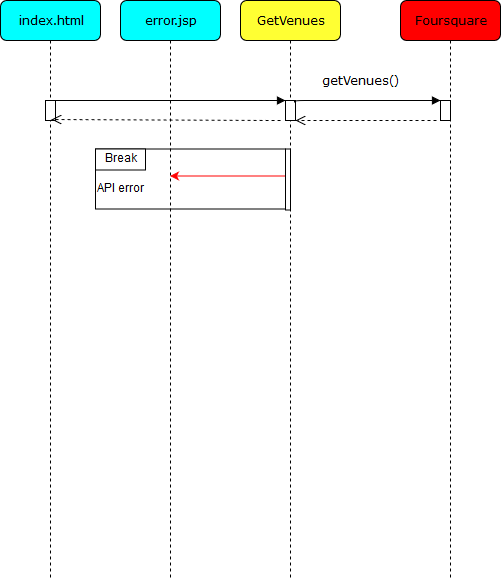 index.html
error.jsp
GetVenues
Foursquare
getVenues()
Break
API error